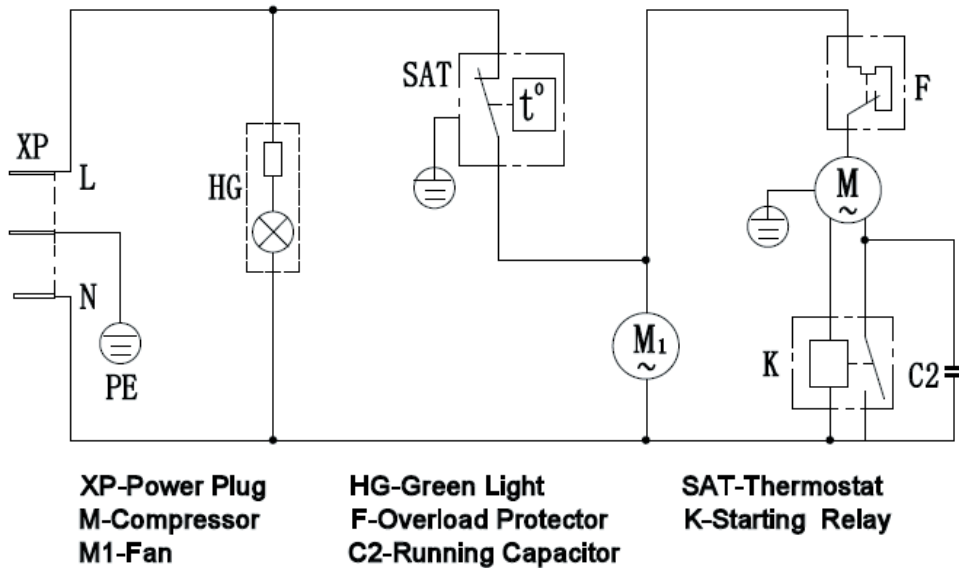 XP
L
N
PE
HG
SAT
t°
M₁
~
F
M
~
K
C2
XP-Power Plug HG-Green Light SAT-Thermostat
M-Compressor F-Overload Protector K-Starting Relay
M1-Fan C2-Running Capacitor